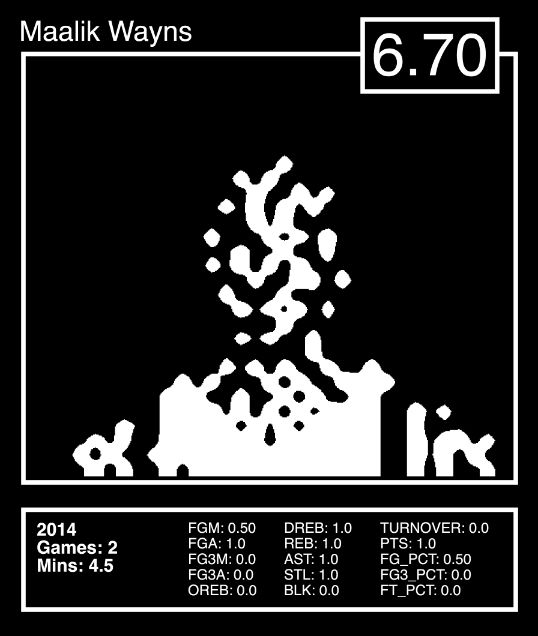 Maalik Wayns
6.70
2014
Games: 2
Mins: 4.5
FGM: 0.50
FGA: 1.0
FG3M: 0.0
FG3A: 0.0
OREB: 0.0
DREB: 1.0
REB: 1.0
AST: 1.0
STL: 1.0
BLK: 0.0
TURNOVER: 0.0
PTS: 1.0
FG_PCT: 0.50
FG3_PCT: 0.0
FT_PCT: 0.0